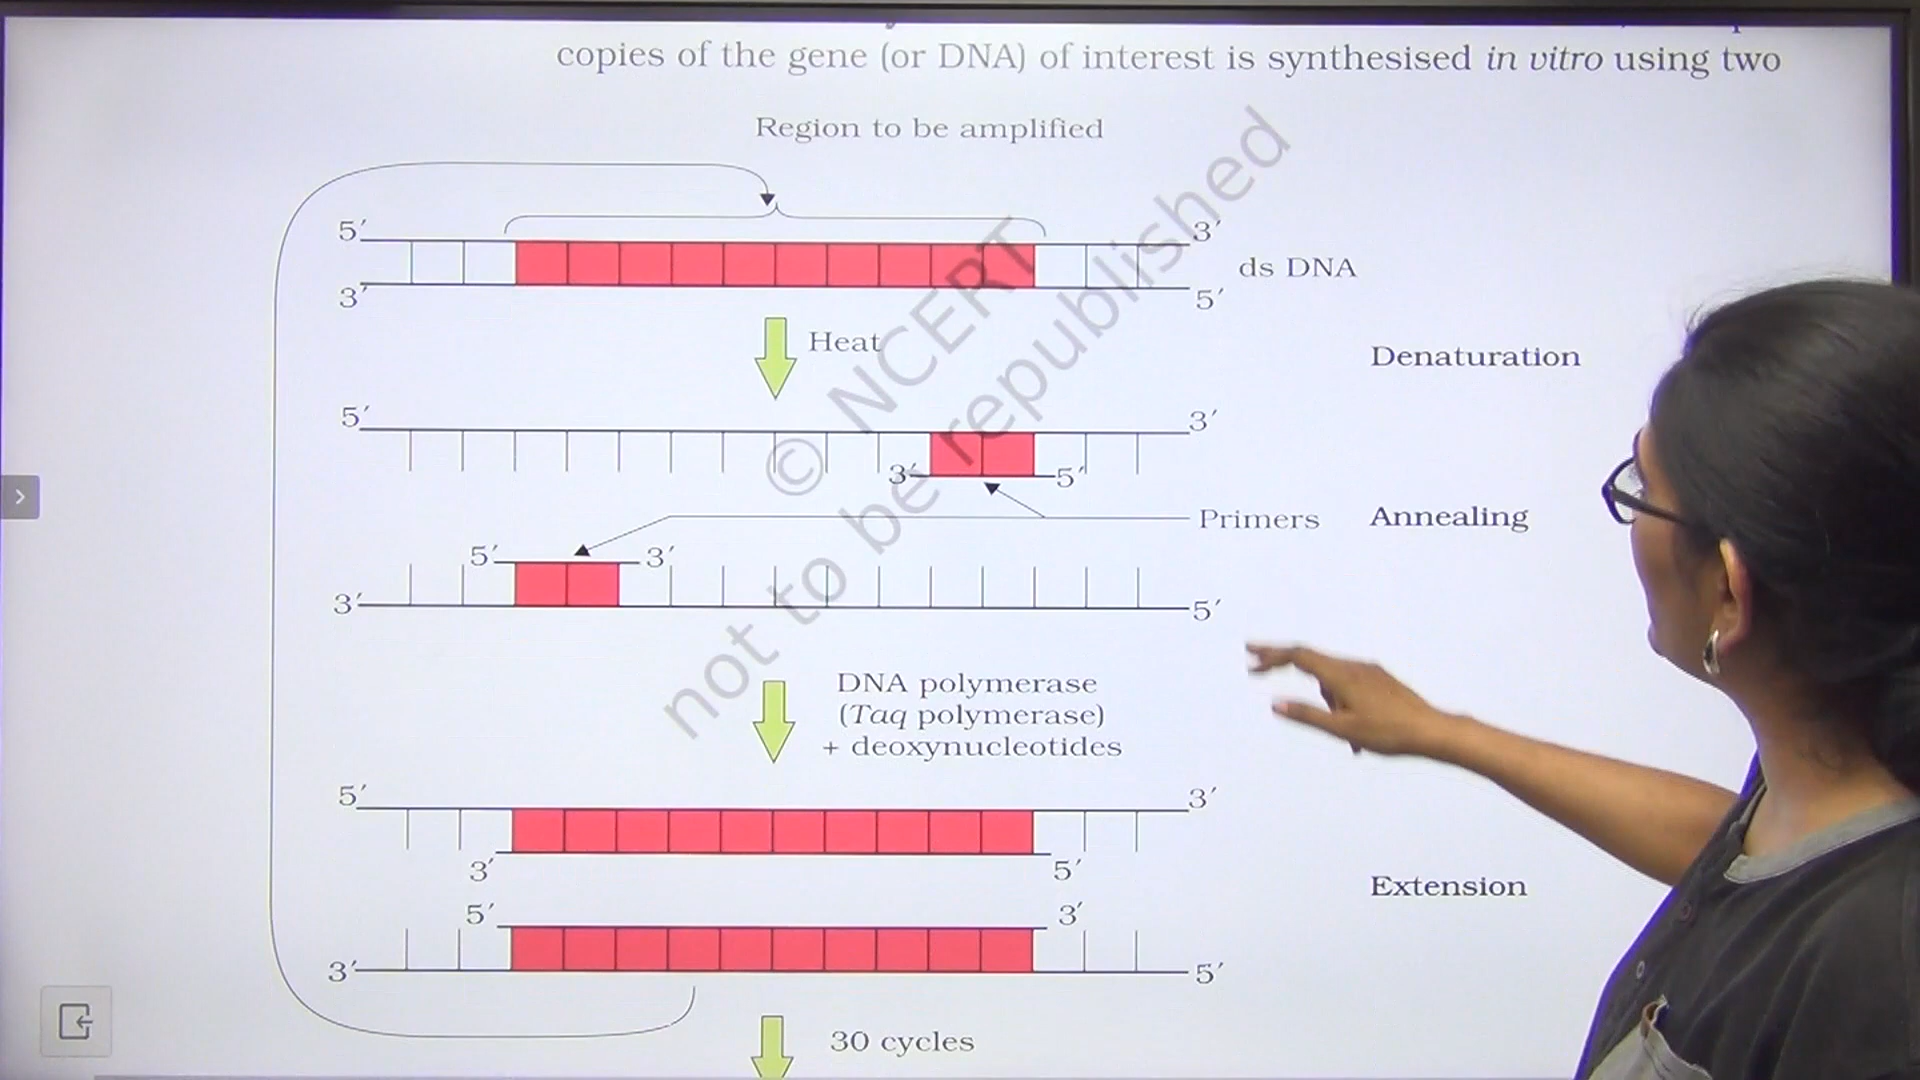 copies of the gene (or DNA) of interest is synthesised in vitro using two
Region to be amplified
5′ 3′
ds DNA
3′ 5′
Heat
Denaturation
5′ 3′
3′ 5′
Primers Annealing
5′ 3′
3′ 5′
DNA polymerase
(Taq polymerase)
+ deoxynucleotides
5′ 3′
3′ 5′
Extension
5′ 3′
3′ 5′
30 cycles
© NCERT
not to be republished